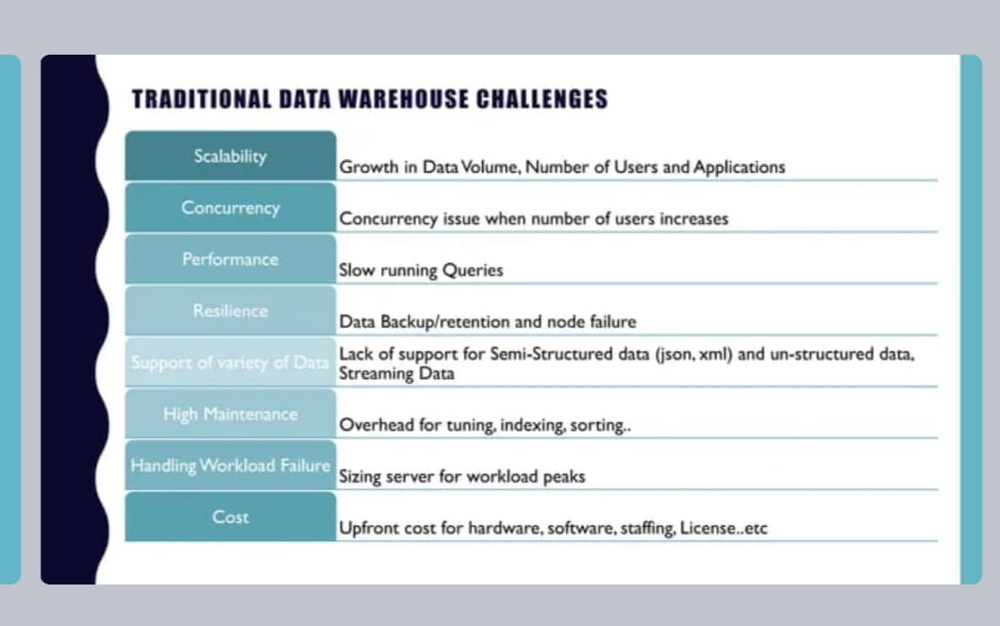 TRADITIONAL DATA WAREHOUSE CHALLENGES
Scalability
Growth in Data Volume, Number of Users and Applications
Concurrency
Concurrency issue when number of users increases
Performance
Slow running Queries
Resilience
Data Backup/retention and node failure
Support of variety of Data
Lack of support for Semi-Structured data (json, xml) and un-structured data,
Streaming Data
High Maintenance
Overhead for tuning, indexing, sorting..
Handling Workload Failure
Sizing server for workload peaks
Cost
Upfront cost for hardware, software, staffing, License..etc